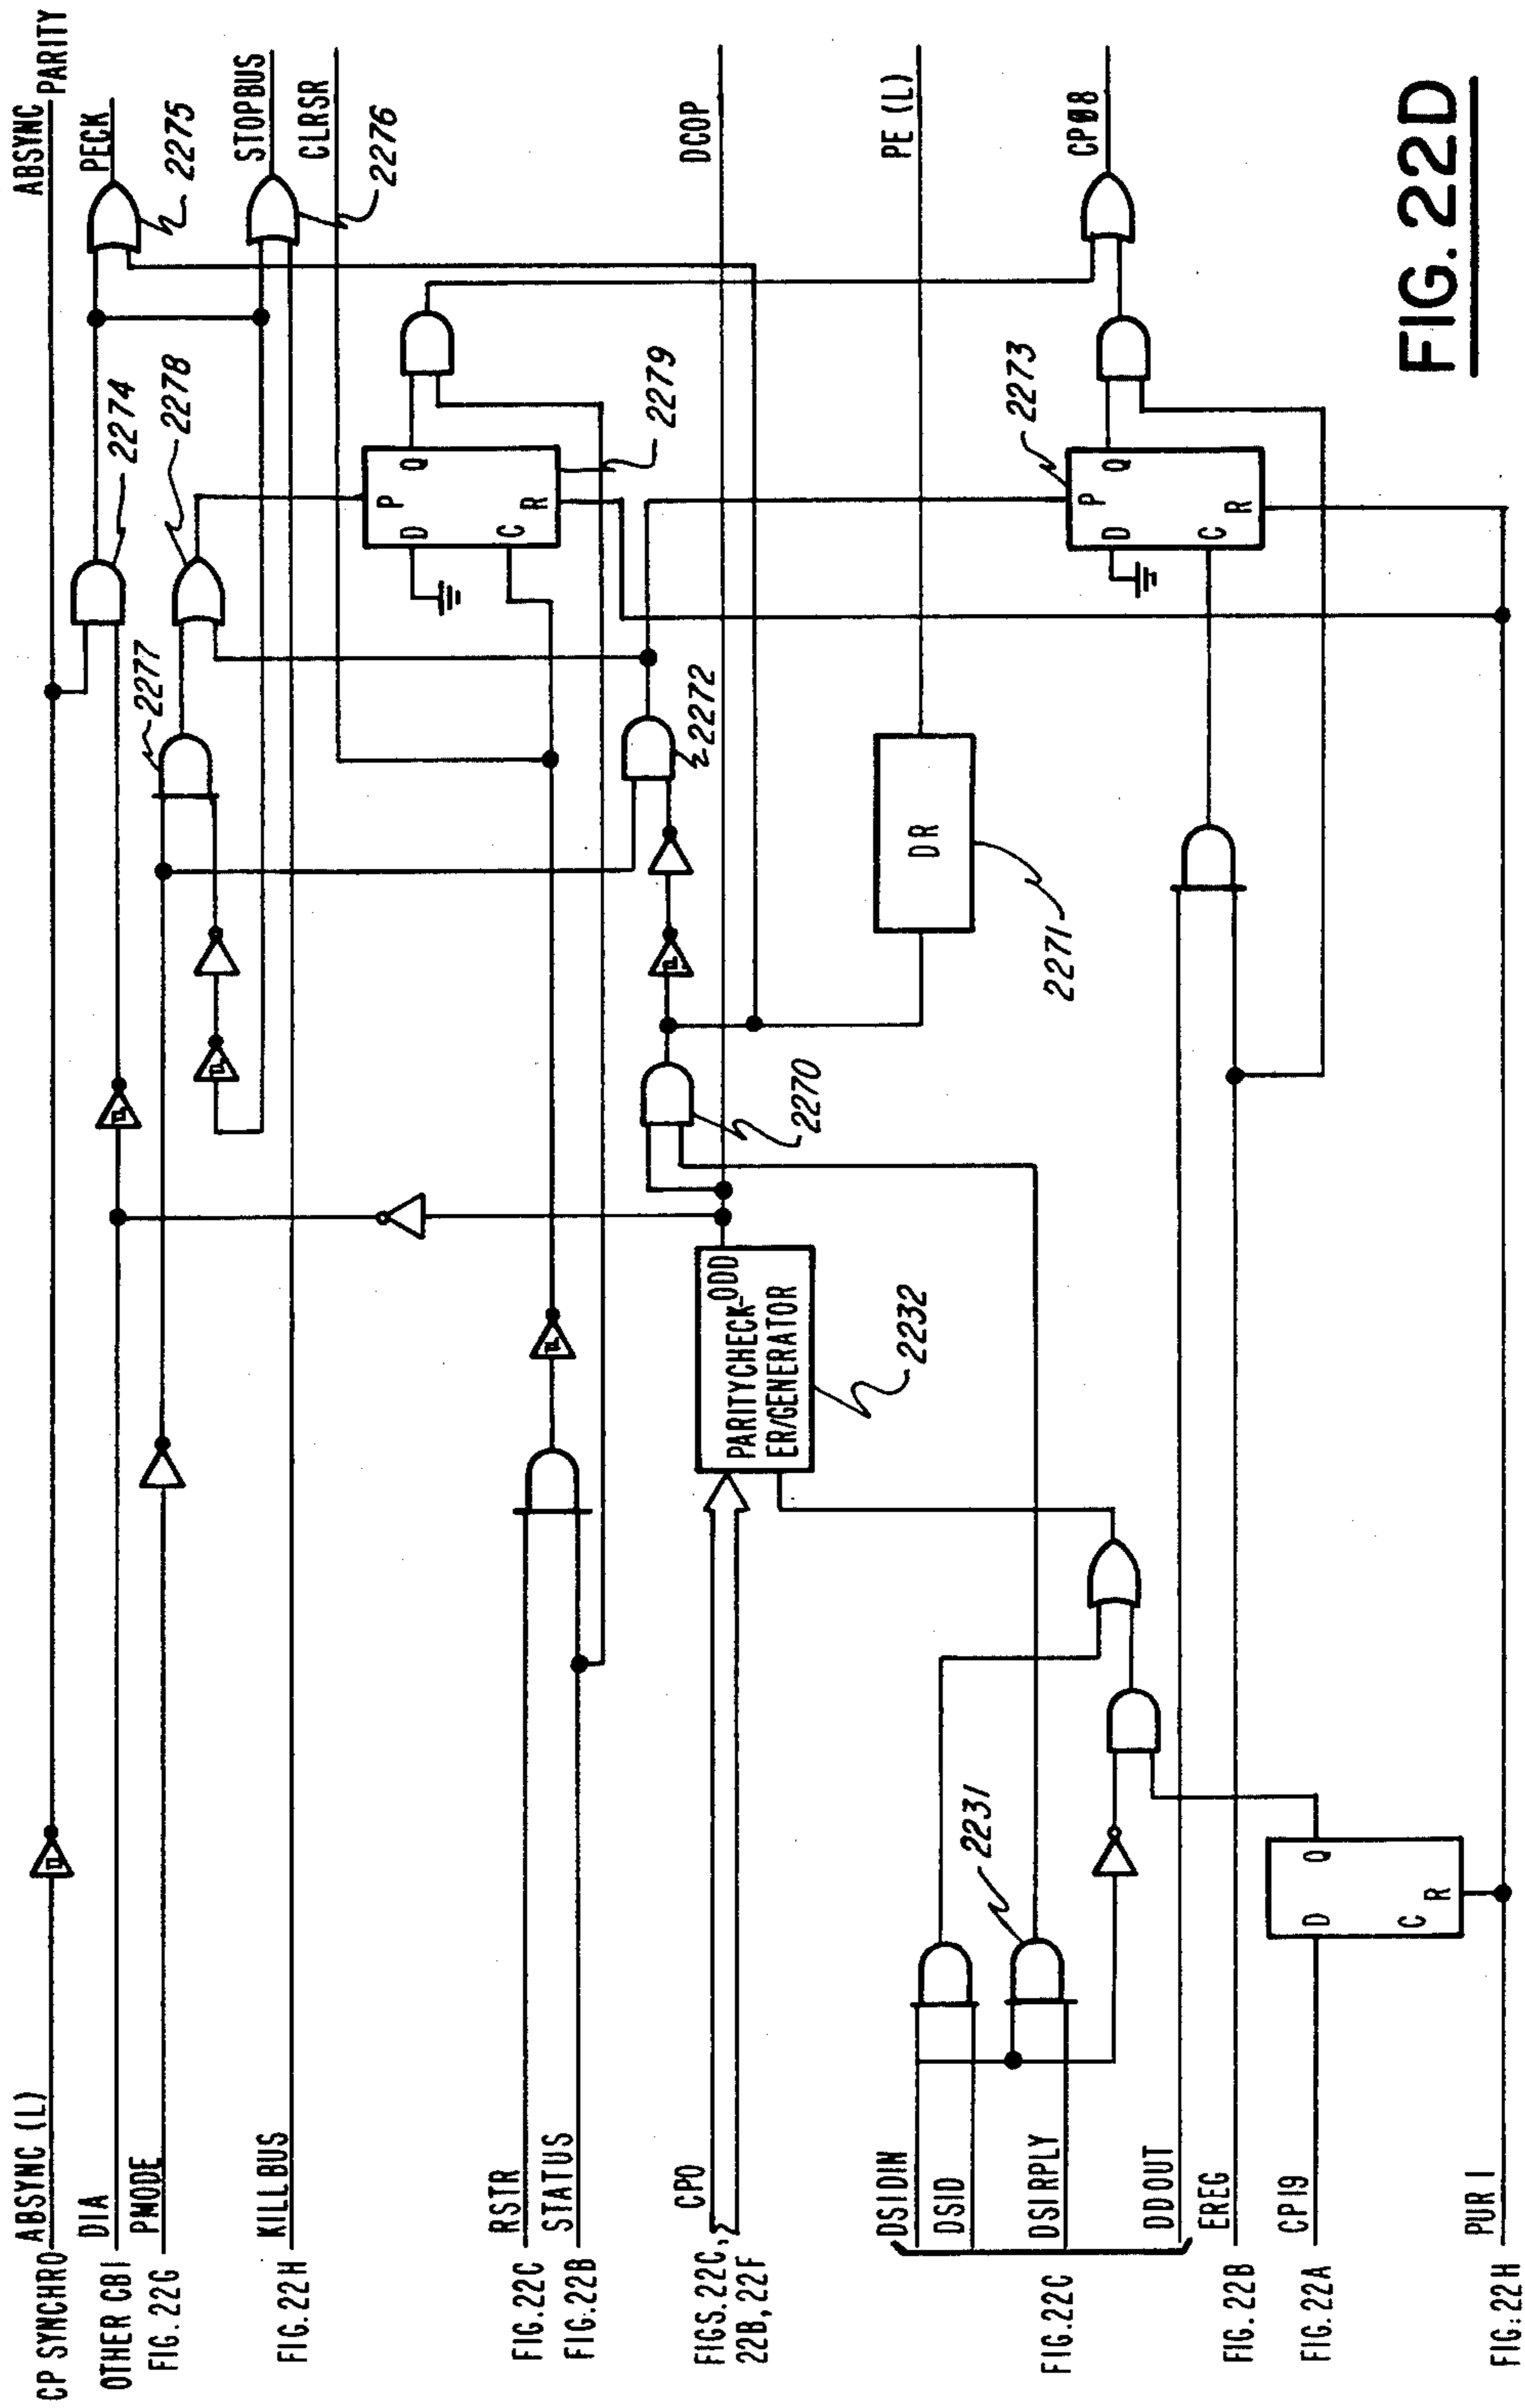 CP SYNCHRO ABSYNC (L)
ABSYNC PARITY
OTHER CBI DIA
PECK
2275
FIG. 22G PMODE
2274
2278
2277
STOPBUS
FIG. 22H KILLBUS
CLRSR
2276
P
D Q
C
R
2279
FIG. 22C RSTR
FIG. 22B STATUS
2272
FIGS. 22C, 22B, 22F CPO
PARITYCHECK-
ER/GENERATOR
ODD
2232
2270
DCOP
DR
2271
PE (L)
FIG. 22C
DSIDIN
DSID
DSIRPLY
2231
DDOUT
P
D Q
C
R
2273
CPØ8
FIG. 22B EREG
FIG. 22A CPI9
D Q
C
R
FIG. 22H PUR I
FIG. 22D